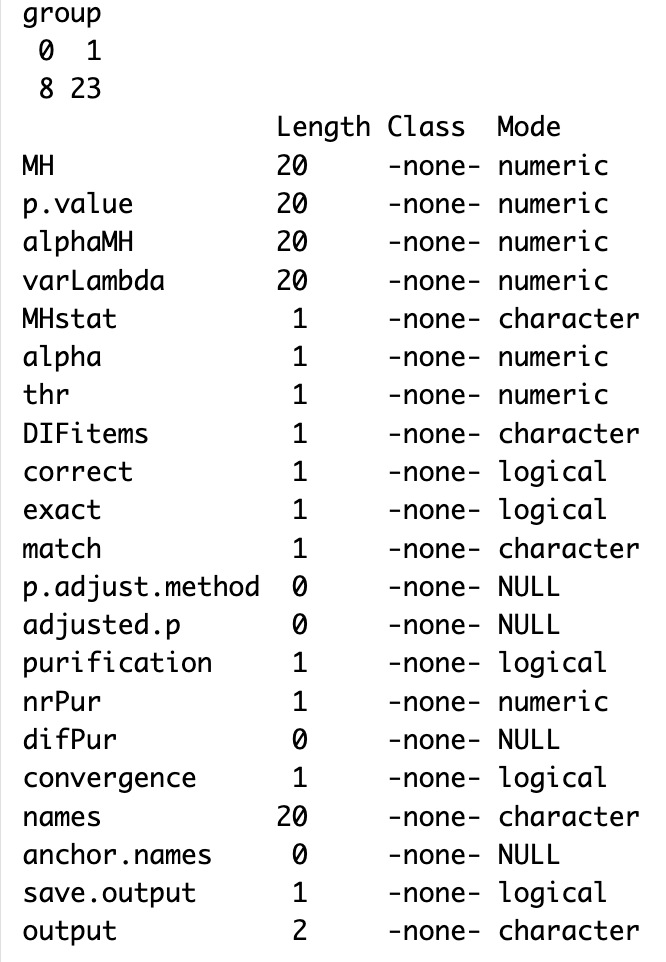 group
 0  1
 8 23
                Length Class  Mode
MH              20     -none- numeric
p.value         20     -none- numeric
alphaMH         20     -none- numeric
varLambda       20     -none- numeric
MHstat           1     -none- character
alpha            1     -none- numeric
thr              1     -none- numeric
DIFitems         1     -none- character
correct          1     -none- logical
exact            1     -none- logical
match            1     -none- character
p.adjust.method  0     -none- NULL
adjusted.p       0     -none- NULL
purification     1     -none- logical
nrPur            1     -none- numeric
difPur           0     -none- NULL
convergence      1     -none- logical
names           20     -none- character
anchor.names     0     -none- NULL
save.output      1     -none- logical
output           2     -none- character